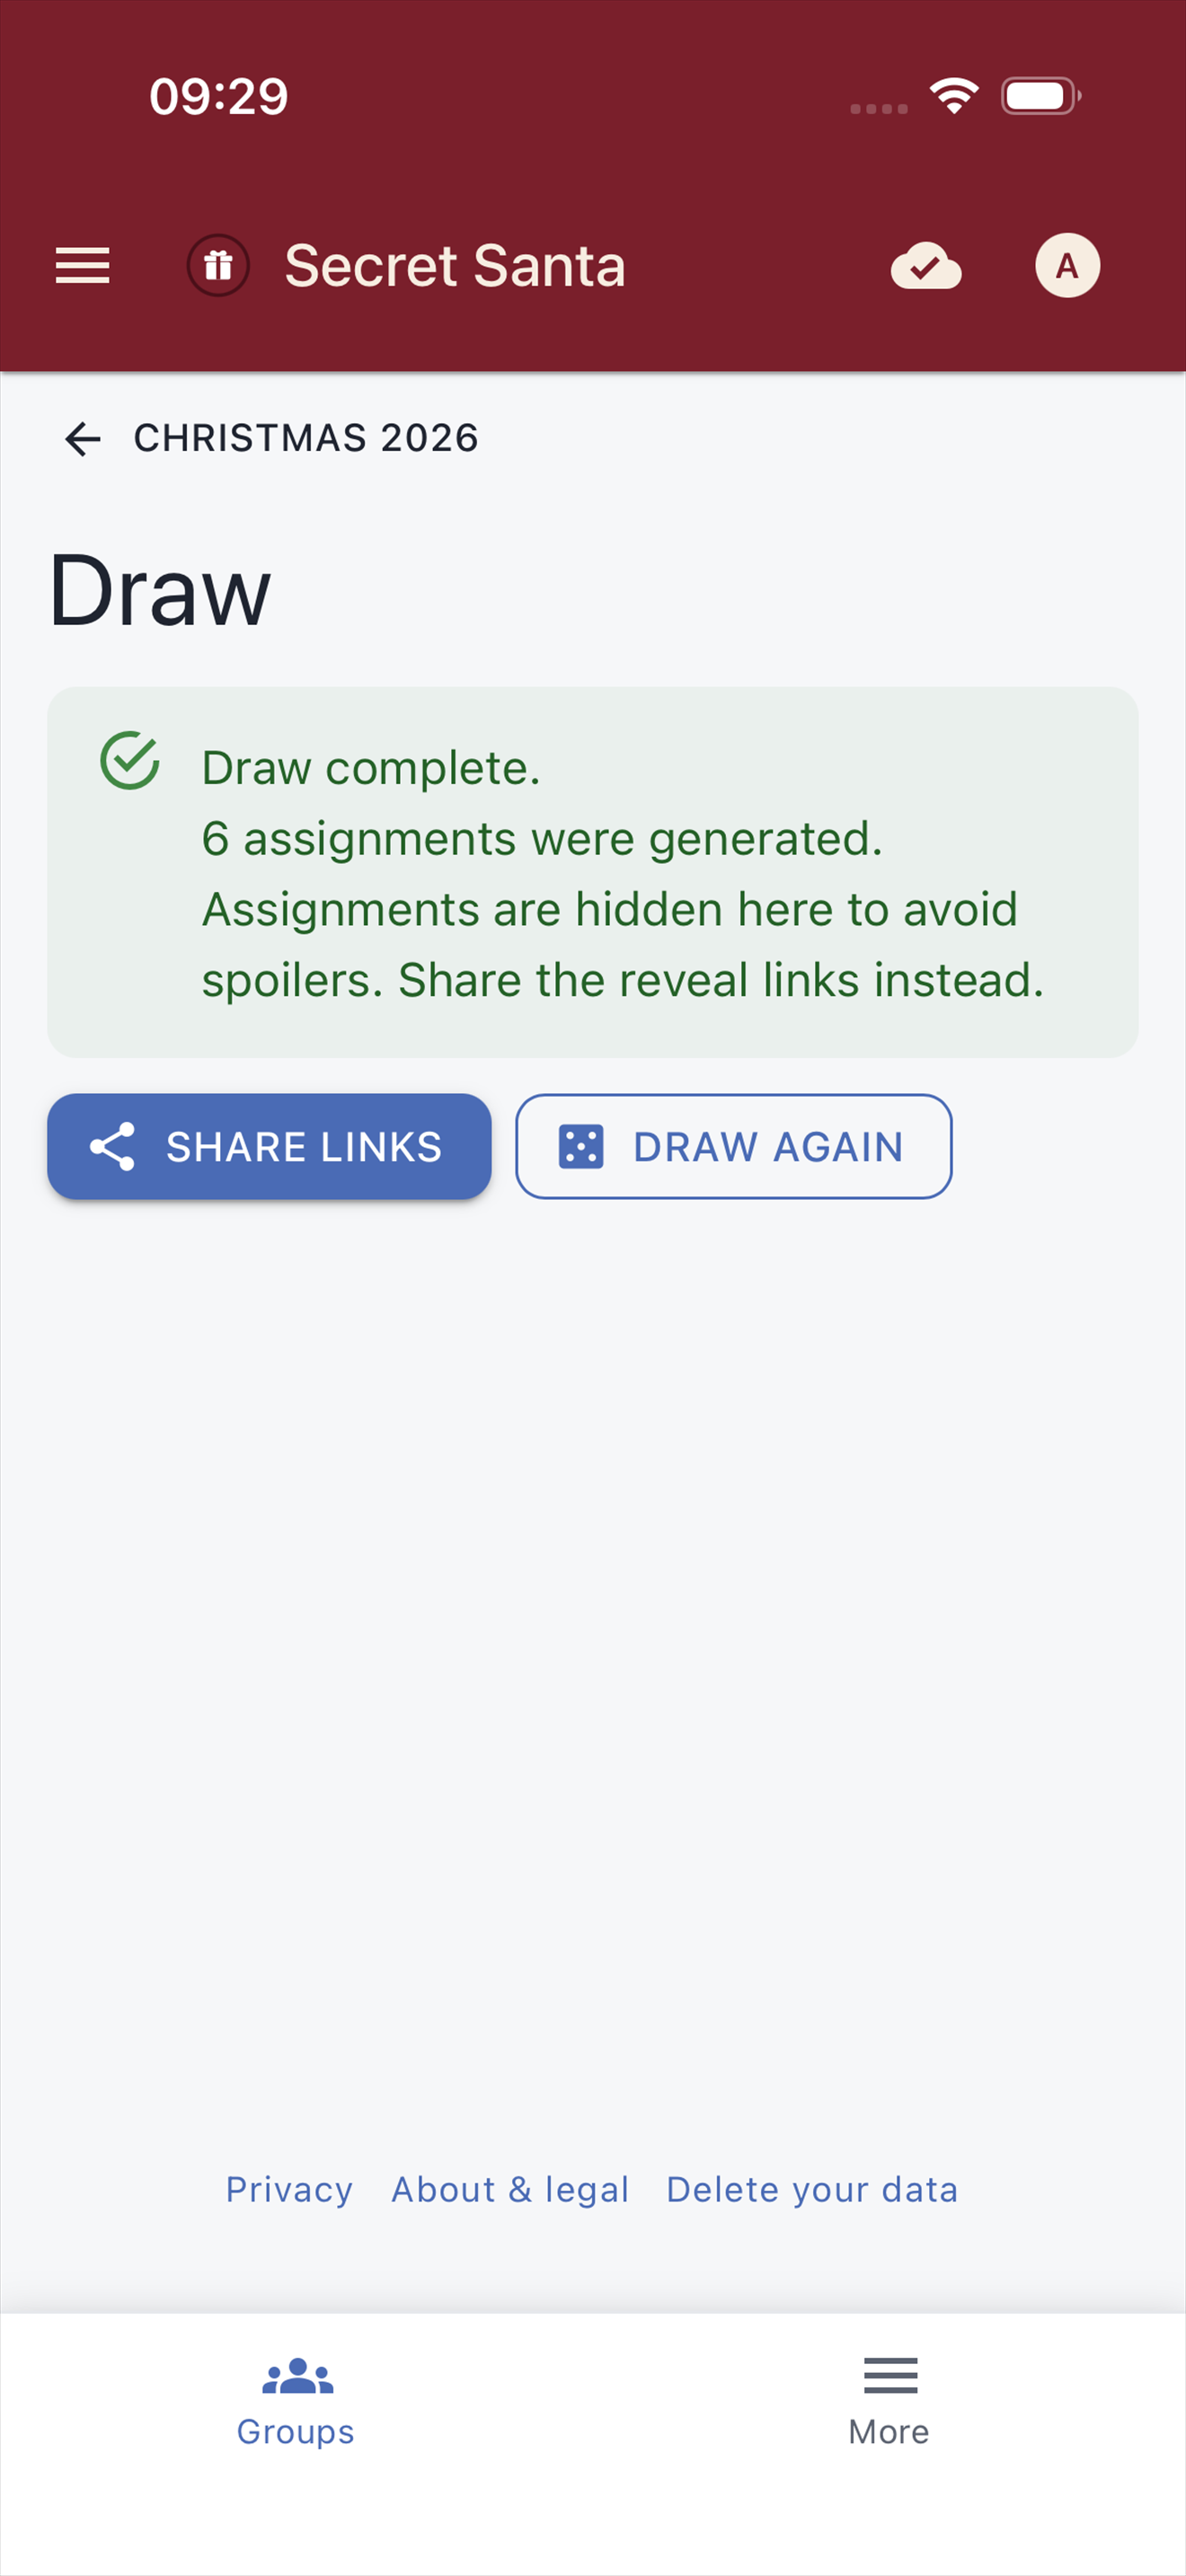 09:29
Secret Santa
A
CHRISTMAS 2026
Draw
Draw complete.
6 assignments were generated.
Assignments are hidden here to avoid
spoilers. Share the reveal links instead.
SHARE LINKS
DRAW AGAIN
Privacy About & legal Delete your data
Groups
More